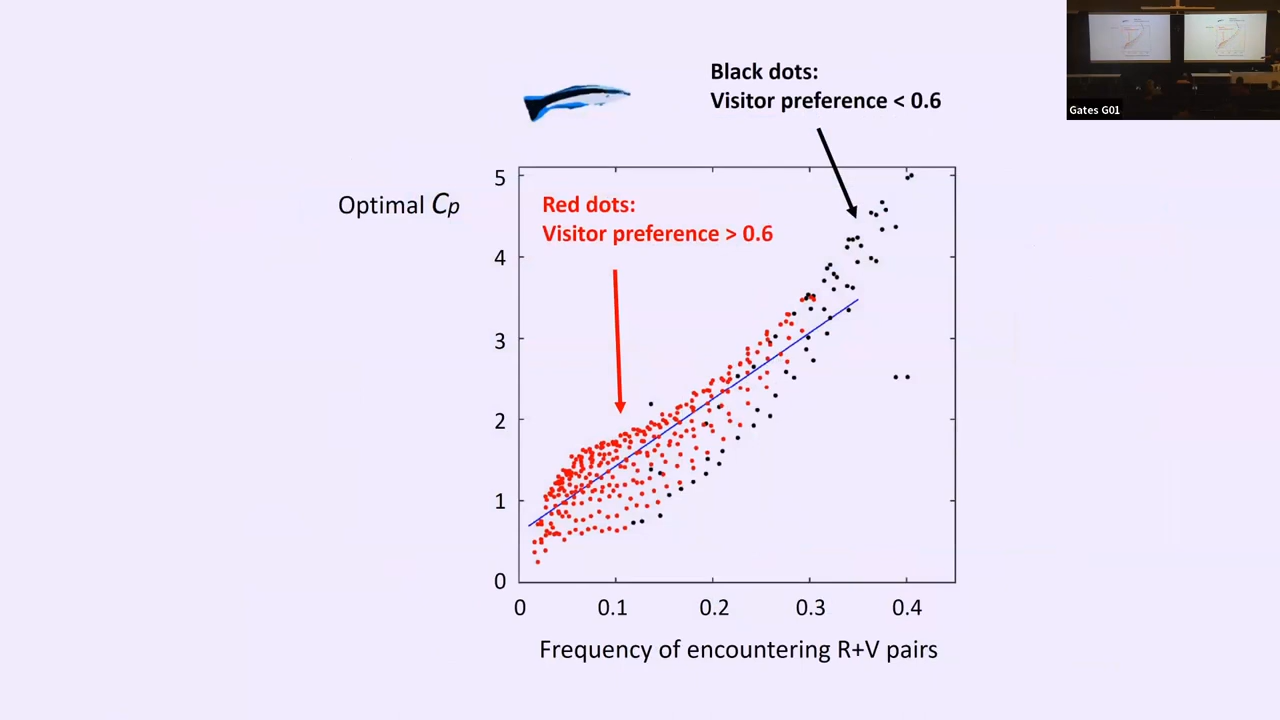 Black dots:
Visitor preference < 0.6
Optimal Cp
Red dots:
Visitor preference > 0.6
5
4
3
2
1
0
0 0.1 0.2 0.3 0.4
Frequency of encountering R+V pairs
Gates G01